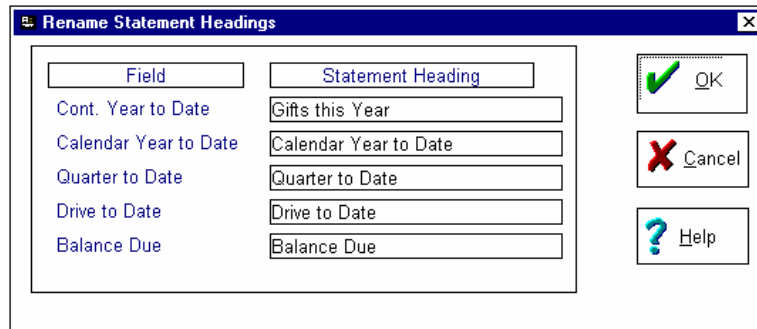 Rename Statement Headings
Field Statement Heading
Cont. Year to Date Gifts this Year
Calendar Year to Date Calendar Year to Date
Quarter to Date Quarter to Date
Drive to Date Drive to Date
Balance Due Balance Due
OK
Cancel
Help